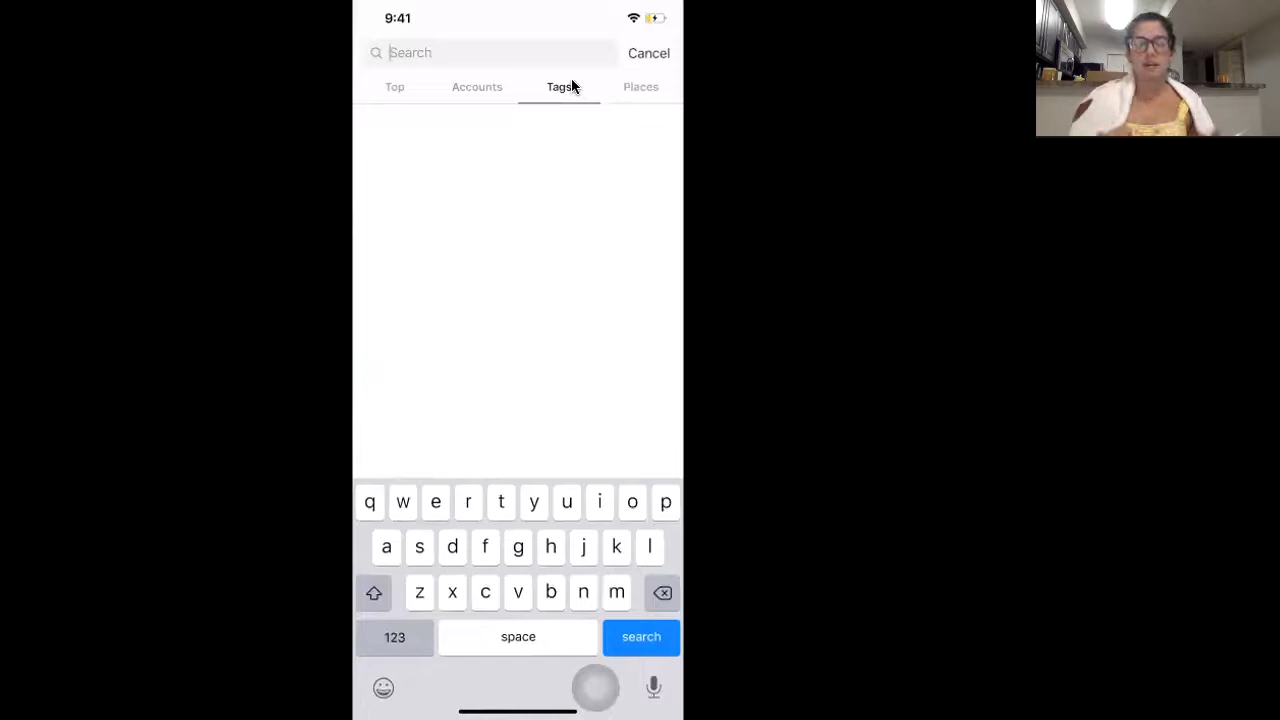 9:41
Search
Cancel
Top Accounts Tags Places
q w e r t y u i o p
a s d f g h j k l
z x c v b n m
123 space search